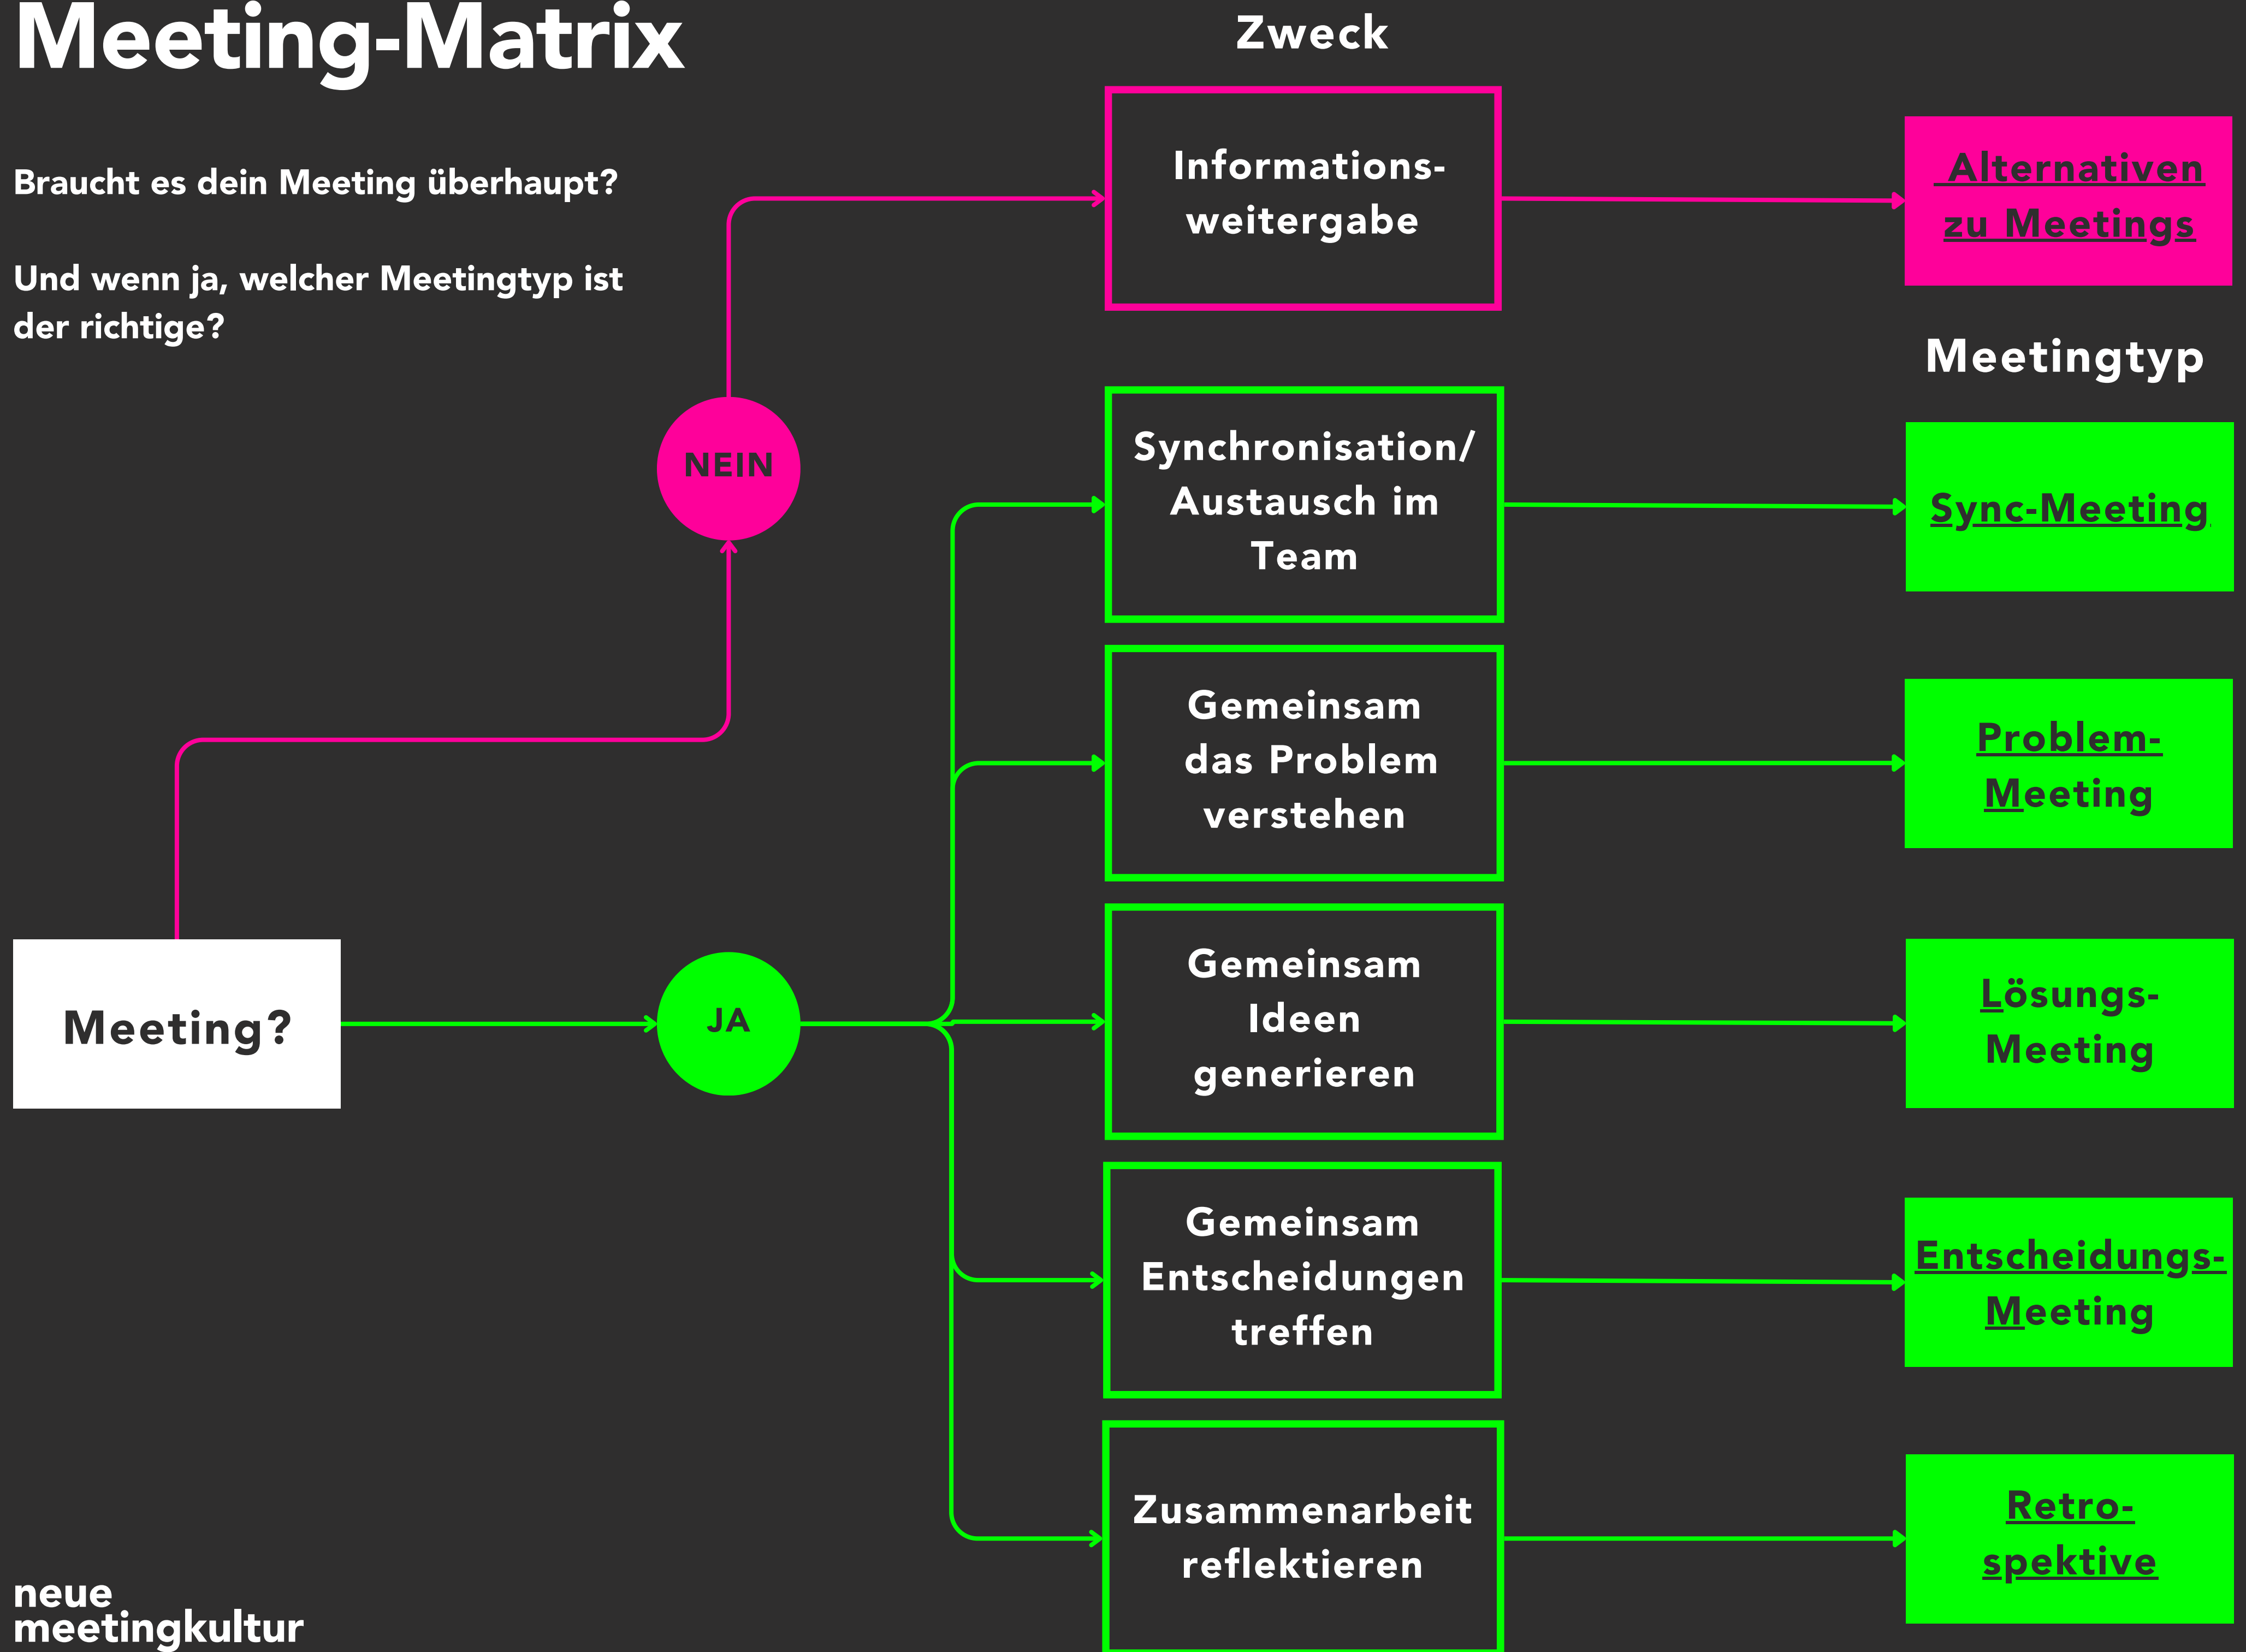 Meeting-Matrix
Braucht es dein Meeting überhaupt?
Und wenn ja, welcher Meetingtyp ist
der richtige?
Zweck
Informations-
weitergabe
Alternativen
zu Meetings
Meetingtyp
NEIN
Synchronisation/
Austausch im
Team
Sync-Meeting
Gemeinsam
das Problem
verstehen
Problem-
Meeting
Meeting?
JA
Gemeinsam
Ideen
generieren
Lösungs-
Meeting
Gemeinsam
Entscheidungen
treffen
Entscheidungs-
Meeting
Zusammenarbeit
reflektieren
Retro-
spektive
neue
meetingkultur